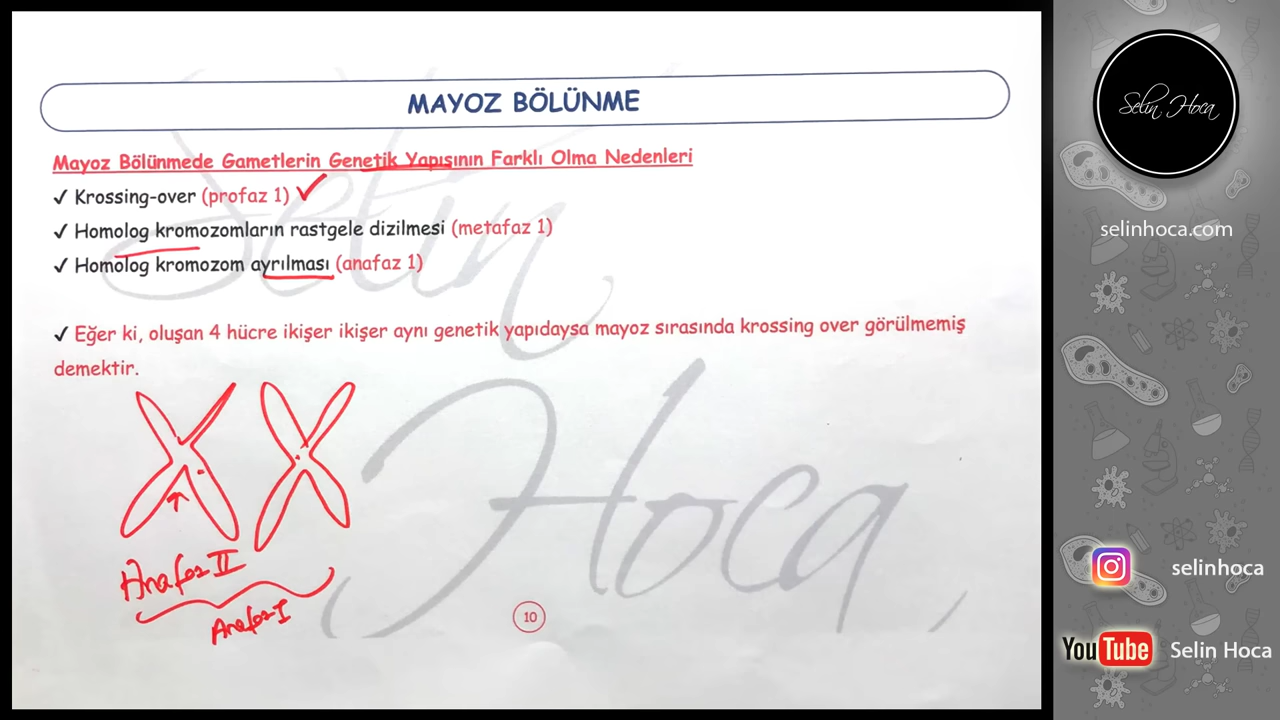 MAYOZ BÖLÜNME
Mayoz Bölünmede Gametlerin Genetik Yapısının Farklı Olma Nedenleri
✓ Krossing-over (profaz 1)
✓ Homolog kromozomların rastgele dizilmesi (metafaz 1)
✓ Homolog kromozom ayrılması (anafaz 1)
✓ Eğer ki, oluşan 4 hücre ikişer ikişer aynı genetik yapıdaysa mayoz sırasında krossing over görülmemiş
demektir.
Anafaz II
Anafaz I
10
Selin Hoca
Selin Hoca
selinhoca.com
selinhoca
YouTube Selin Hoca